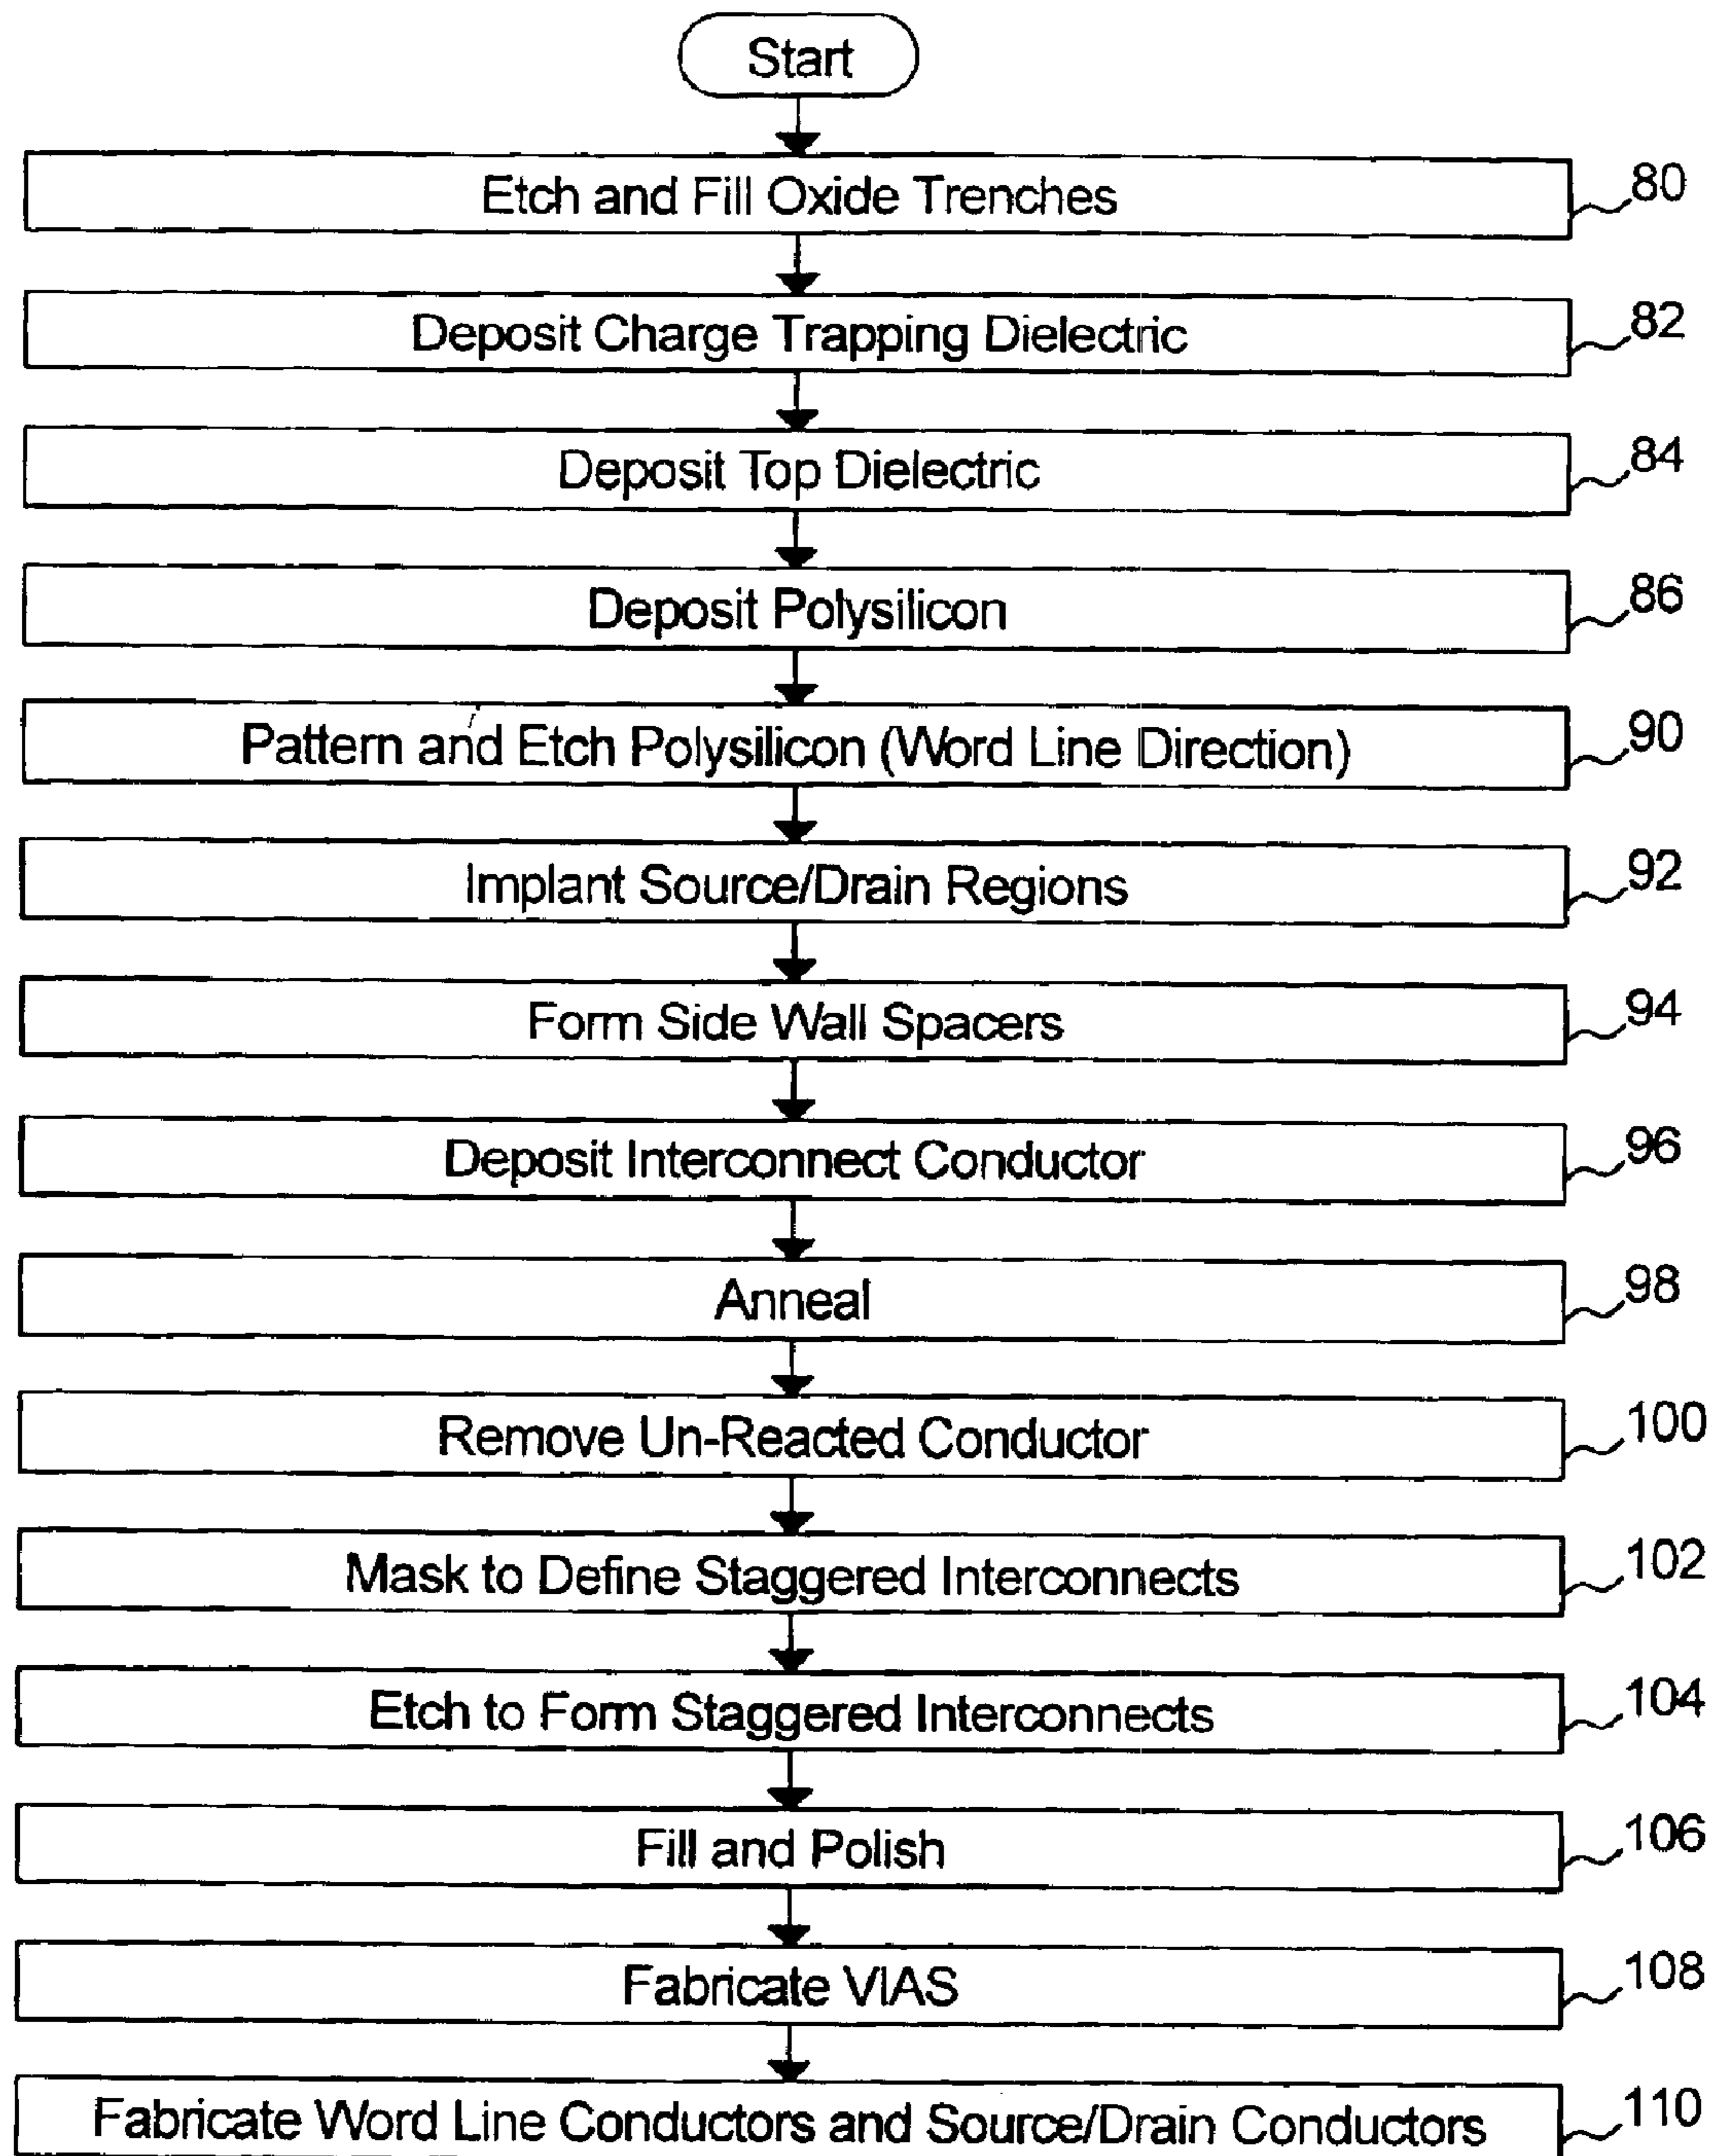 Start
Etch and Fill Oxide Trenches 80
Deposit Charge Trapping Dielectric 82
Deposit Top Dielectric 84
Deposit Polysilicon 86
Pattern and Etch Polysilicon (Word Line Direction) 90
Implant Source/Drain Regions 92
Form Side Wall Spacers 94
Deposit Interconnect Conductor 96
Anneal 98
Remove Un-Reacted Conductor 100
Mask to Define Staggered Interconnects 102
Etch to Form Staggered Interconnects 104
Fill and Polish 106
Fabricate VIAS 108
Fabricate Word Line Conductors and Source/Drain Conductors 110